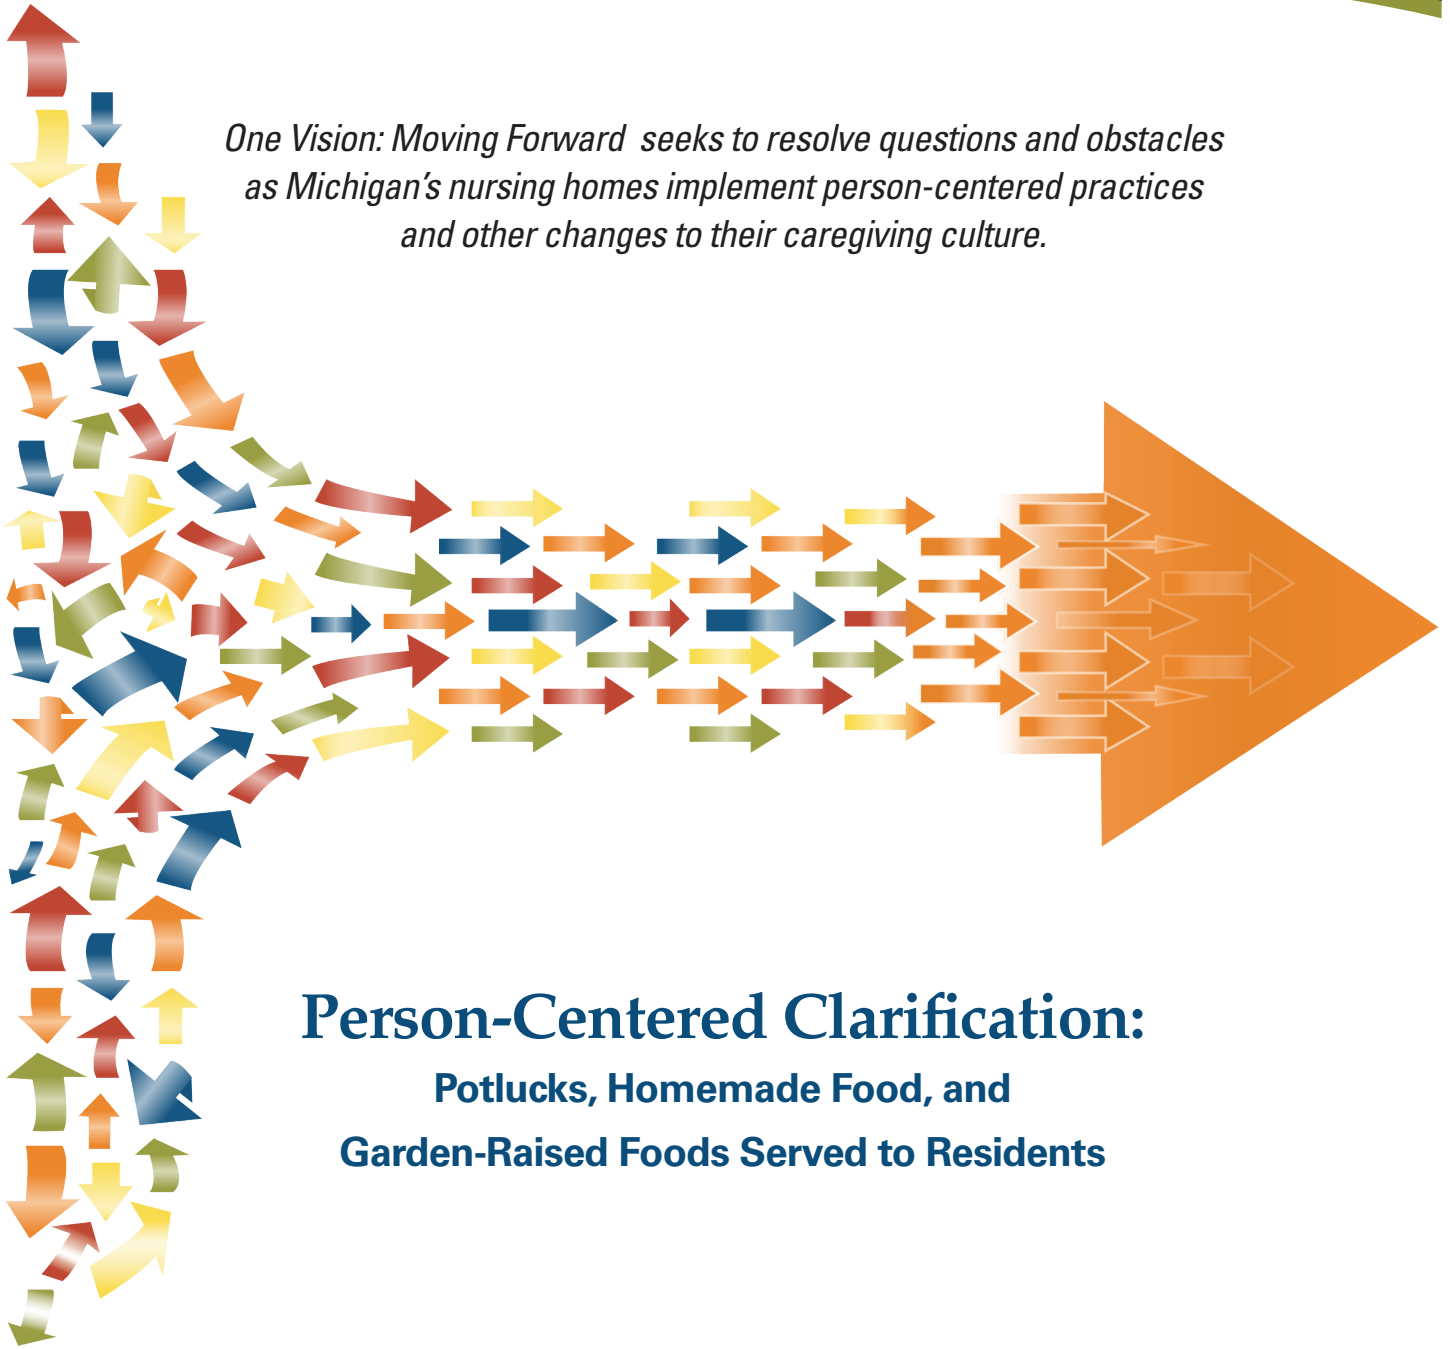 One Vision: Moving Forward seeks to resolve questions and obstacles
as Michigan's nursing homes implement person-centered practices
and other changes to their caregiving culture.
Person-Centered Clarification:
Potlucks, Homemade Food, and
Garden-Raised Foods Served to Residents